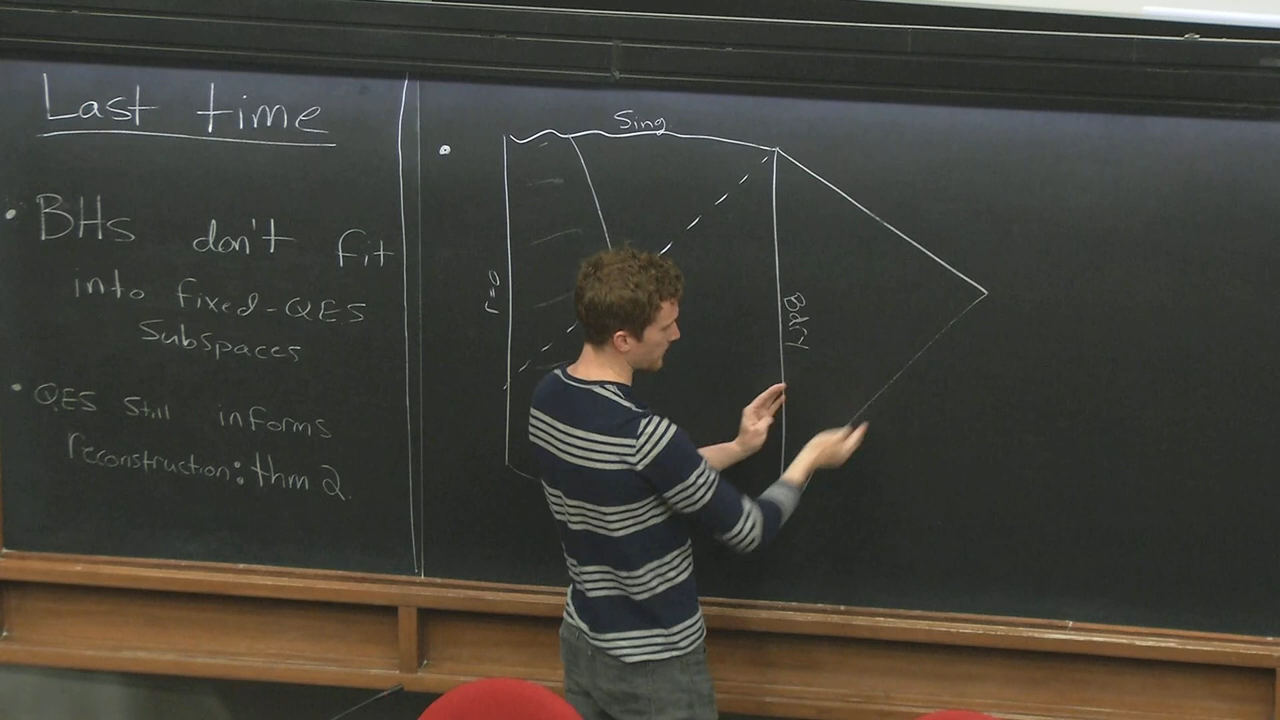 Last time
• BHs don't fit
into fixed-QES
subspaces
• QES still informs
reconstruction: thm 2.
Sing
r=0
Bdry